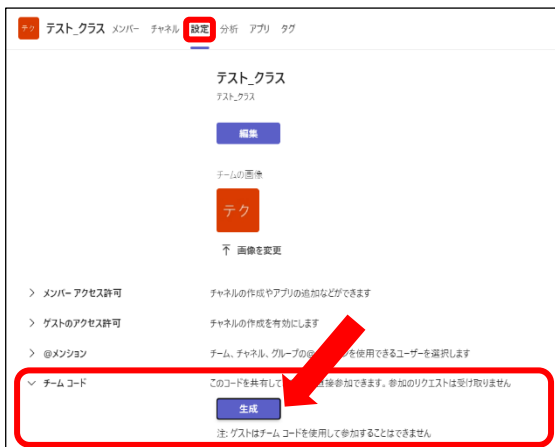 テク テスト_クラス メンバー チャネル 設定 分析 アプリ タグ
テスト_クラス
テスト_クラス
編集
チームの画像
テク
画像を変更
メンバー アクセス許可 チャネルの作成やアプリの追加などができます
ゲストのアクセス許可 チャネルの作成を有効にします
@メンション チーム、チャネル、グループの@ を使用できるユーザーを選択します
チーム コード このコードを共有して 直接参加できます。参加のリクエストは受け取りません
生成
注: ゲストはチーム コードを使用して参加することはできません